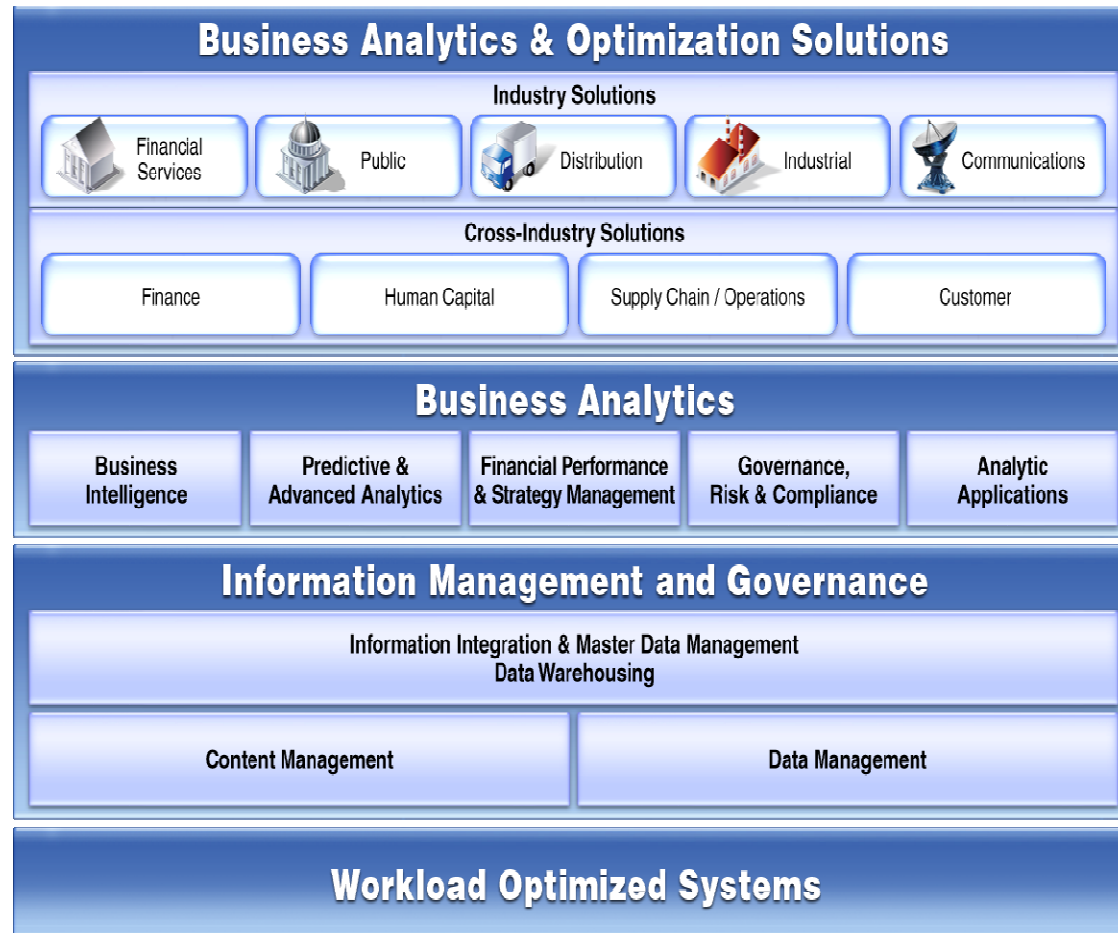 Business Analytics & Optimization Solutions
Industry Solutions
Financial
Services
Public
Distribution
Industrial
Communications
Cross-Industry Solutions
Finance
Human Capital
Supply Chain / Operations
Customer
Business Analytics
Business
Intelligence
Predictive &
Advanced Analytics
Financial Performance
& Strategy Management
Governance,
Risk & Compliance
Analytic
Applications
Information Management and Governance
Information Integration & Master Data Management
Data Warehousing
Content Management
Data Management
Workload Optimized Systems